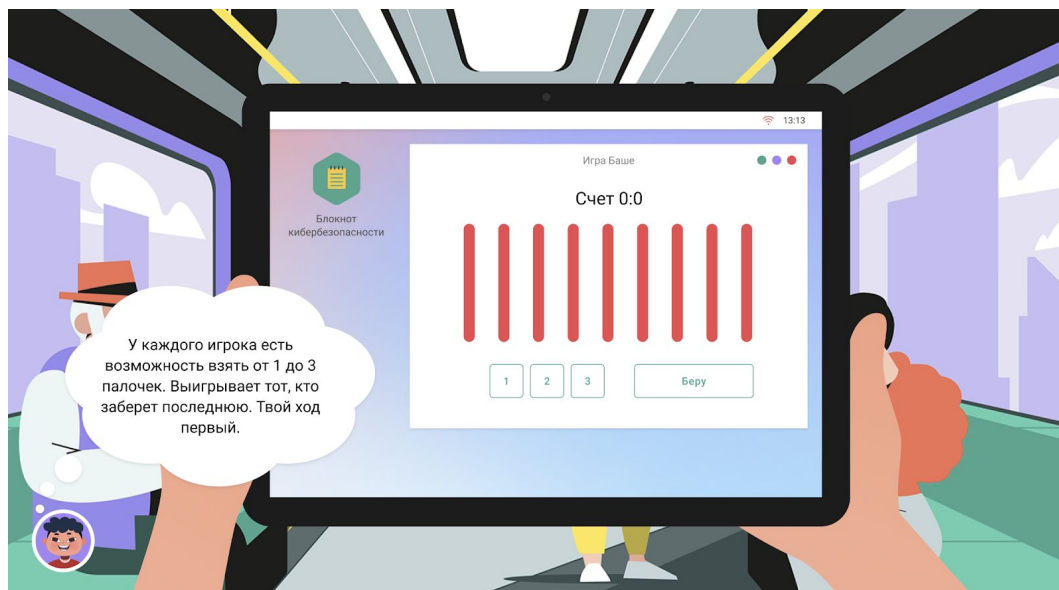 13:13
Блокнот
кибербезопасности
Игра Баше
Счет 0:0
1 2 3 Беру
У каждого игрока есть
возможность взять от 1 до 3
палочек. Выигрывает тот, кто
заберет последнюю. Твой ход
первый.